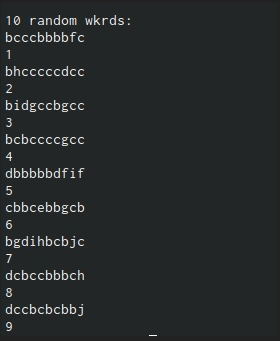 10 random wkrds:
bcccbbbbfc
1
bhcccccdcc
2
bidgccbgcc
3
bcbccccgcc
4
dbbbbbdfif
5
cbbcebbgcb
6
bgdihbcbjc
7
dcbccbbbch
8
dccbcbcbbj
9